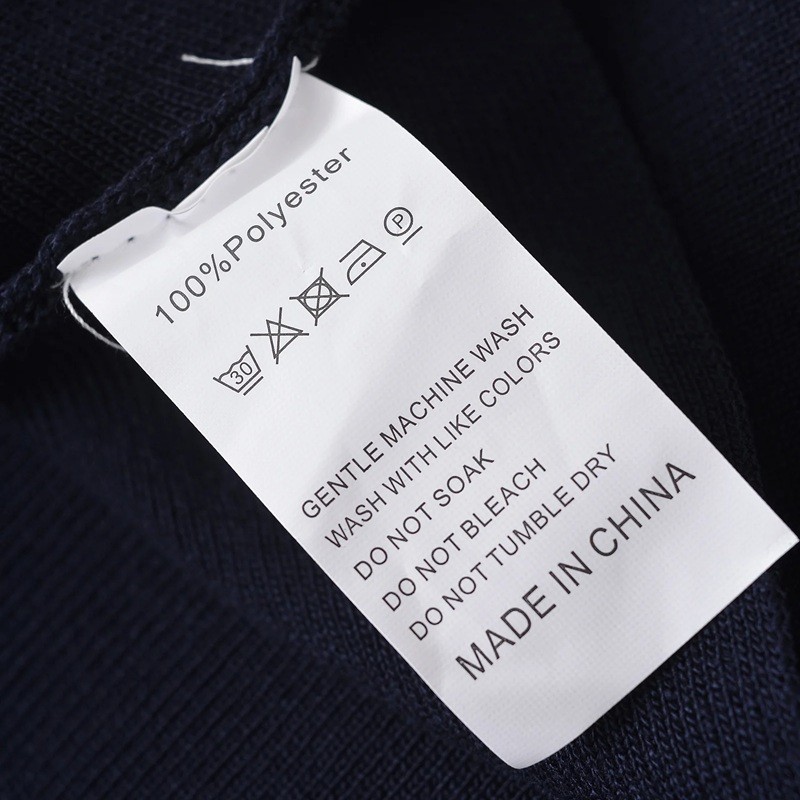 100%Polyester
30 P
GENTLE MACHINE WASH
WASH WITH LIKE COLORS
DO NOT SOAK
DO NOT BLEACH
DO NOT TUMBLE DRY
MADE IN CHINA